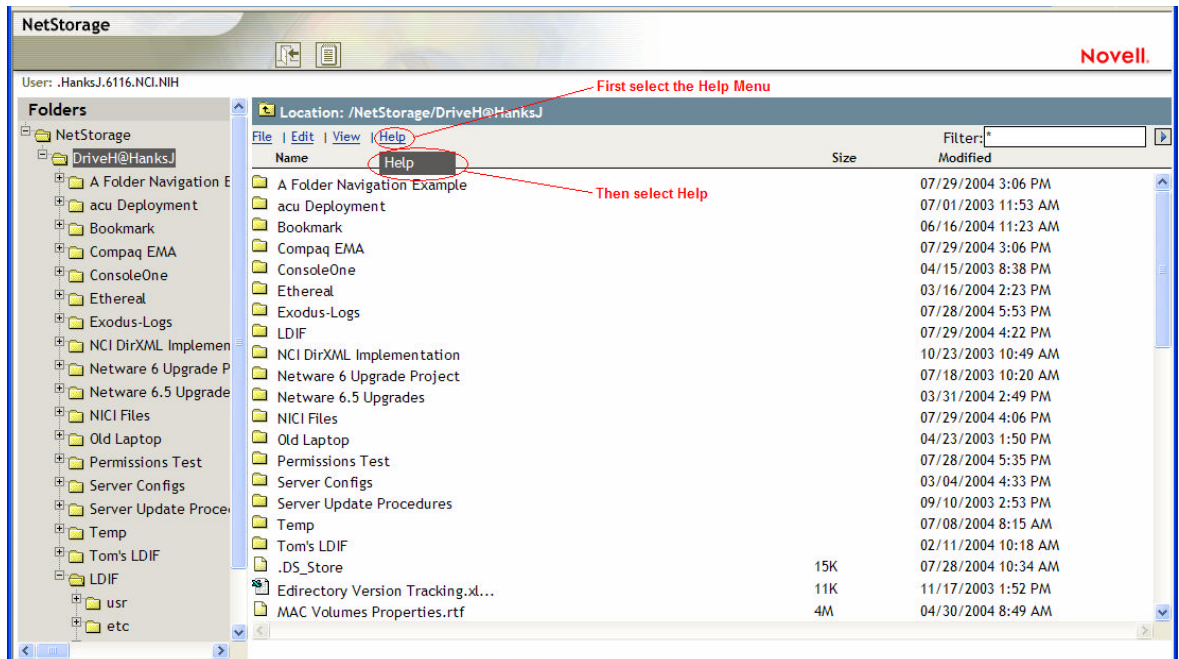 NetStorage
Novell.
User: .HanksJ.6116.NCI.NIH
First select the Help Menu
Folders
NetStorage
DriveH@HanksJ
A Folder Navigation E
acu Deployment
Bookmark
Compaq EMA
ConsoleOne
Ethereal
Exodus-Logs
NCI DirXML Implemen
Netware 6 Upgrade P
Netware 6.5 Upgrade
NICI Files
Old Laptop
Permissions Test
Server Configs
Server Update Proce
Temp
Tom's LDIF
LDIF
usr
etc
Location: /NetStorage/DriveH@HanksJ
File | Edit | View | Help
Filter: *
Name Size Modified
Help
Then select Help
A Folder Navigation Example 07/29/2004 3:06 PM
acu Deployment 07/01/2003 11:53 AM
Bookmark 06/16/2004 11:23 AM
Compaq EMA 07/29/2004 3:06 PM
ConsoleOne 04/15/2003 8:38 PM
Ethereal 03/16/2004 2:23 PM
Exodus-Logs 07/28/2004 5:53 PM
LDIF 07/29/2004 4:22 PM
NCI DirXML Implementation 10/23/2003 10:49 AM
Netware 6 Upgrade Project 07/18/2003 10:20 AM
Netware 6.5 Upgrades 03/31/2004 2:49 PM
NICI Files 07/29/2004 4:06 PM
Old Laptop 04/23/2003 1:50 PM
Permissions Test 07/28/2004 5:35 PM
Server Configs 03/04/2004 4:33 PM
Server Update Procedures 09/10/2003 2:53 PM
Temp 07/08/2004 8:15 AM
Tom's LDIF 02/11/2004 10:18 AM
.DS_Store 15K 07/28/2004 10:34 AM
Edirectory Version Tracking.xl... 11K 11/17/2003 1:52 PM
MAC Volumes Properties.rtf 4M 04/30/2004 8:49 AM